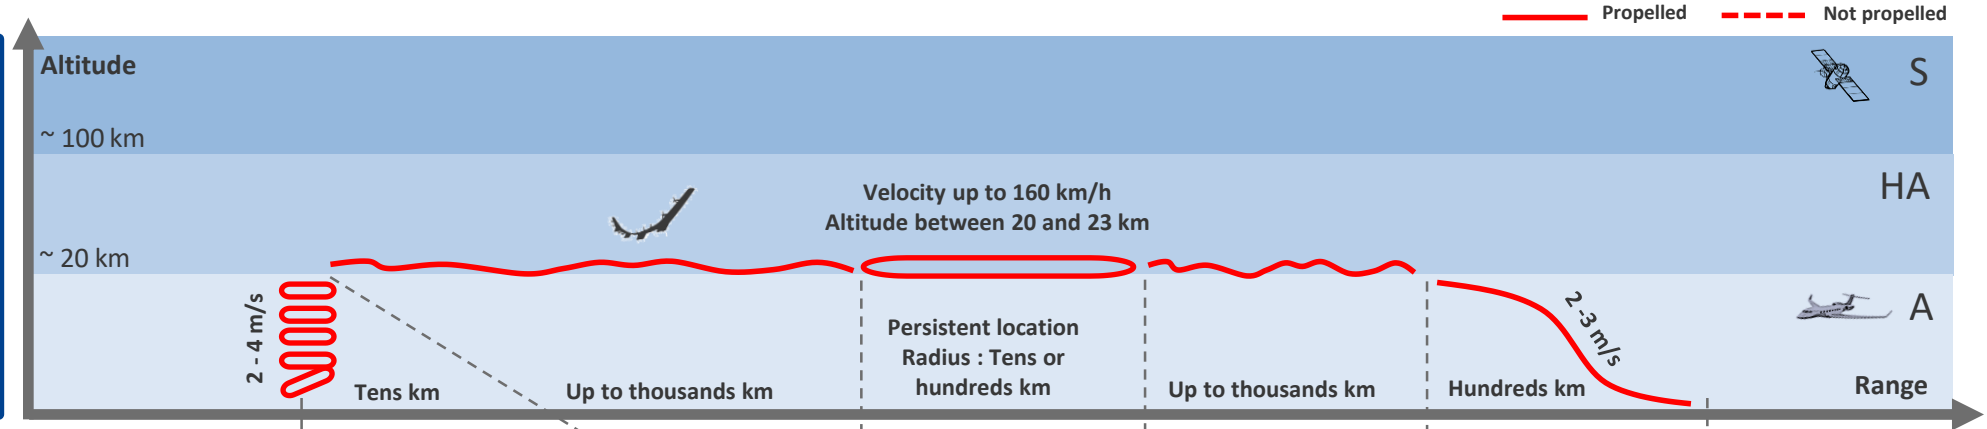 Propelled
Not propelled
Altitude
S
~ 100 km
HA
Velocity up to 160 km/h
Altitude between 20 and 23 km
~ 20 km
2 - 4 m/s
2 -3 m/s
A
Persistent location
Radius : Tens or
hundreds km
Tens km
Up to thousands km
Up to thousands km
Hundreds km
Range